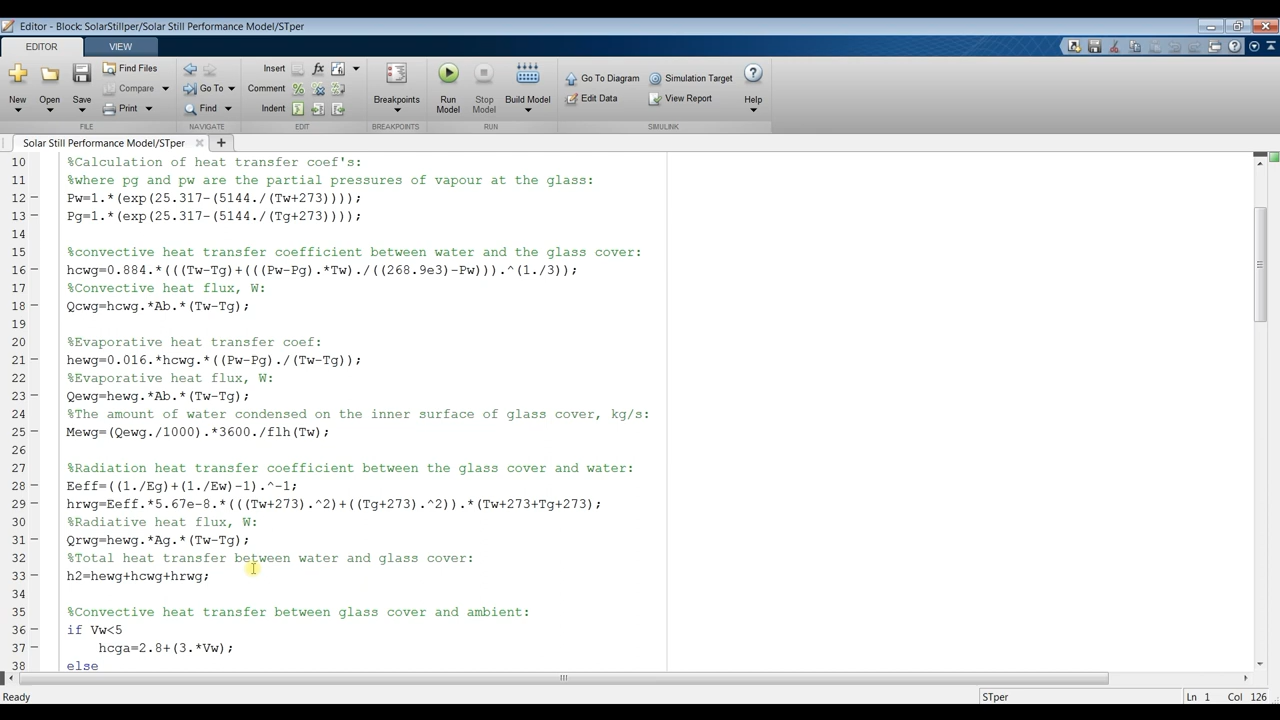 Editor - Block: SolarStillper/Solar Still Performance Model/STper
EDITOR VIEW
New Open Save Find Files Compare Print Go To Find Insert fx Comment Indent Breakpoints Run Model Stop Model Build Model Go To Diagram Edit Data Simulation Target View Report Help
FILE NAVIGATE EDIT BREAKPOINTS RUN SIMULINK
Solar Still Performance Model/STper
10 %Calculation of heat transfer coef's:
11 %where pg and pw are the partial pressures of vapour at the glass:
12 Pw=1.*(exp(25.317-(5144./(Tw+273))));
13 Pg=1.*(exp(25.317-(5144./(Tg+273))));
14
15 %convective heat transfer coefficient between water and the glass cover:
16 hcwg=0.884.*(((Tw-Tg)+(((Pw-Pg).*Tw)./((268.9e3)-Pw))).^(1./3));
17 %Convective heat flux, W:
18 Qcwg=hcwg.*Ab.*(Tw-Tg);
19
20 %Evaporative heat transfer coef:
21 hewg=0.016.*hcwg.*((Pw-Pg)./(Tw-Tg));
22 %Evaporative heat flux, W:
23 Qewg=hewg.*Ab.*(Tw-Tg);
24 %The amount of water condensed on the inner surface of glass cover, kg/s:
25 Mewg=(Qewg./1000).*3600./flh(Tw);
26
27 %Radiation heat transfer coefficient between the glass cover and water:
28 Eeff=((1./Eg)+(1./Ew)-1).^-1;
29 hrwg=Eeff.*5.67e-8.*(((Tw+273).^2)+((Tg+273).^2)).*(Tw+273+Tg+273);
30 %Radiative heat flux, W:
31 Qrwg=hewg.*Ag.*(Tw-Tg);
32 %Total heat transfer between water and glass cover:
33 h2=hewg+hcwg+hrwg;
34
35 %Convective heat transfer between glass cover and ambient:
36 if Vw<5
37 hcga=2.8+(3.*Vw);
38 else
Ready STper Ln 1 Col 126